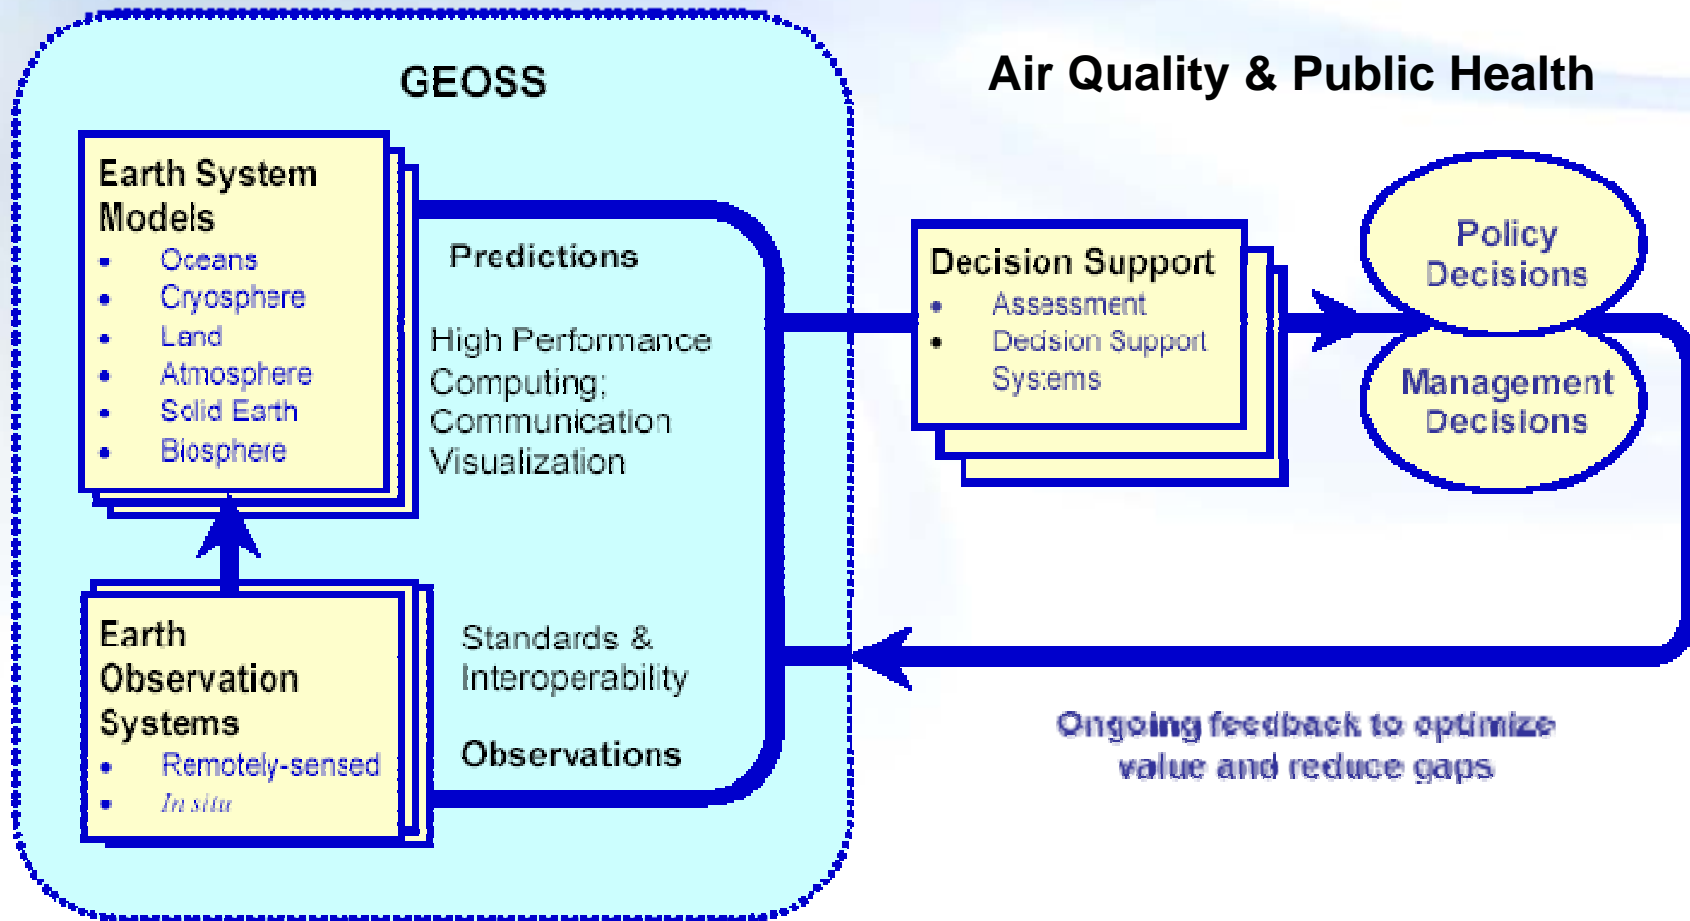 GEOSS
Air Quality & Public Health
Earth System
Models
• Oceans
• Cryosphere
• Land
• Atmosphere
• Solid Earth
• Biosphere
Predictions
High Performance
Computing;
Communication
Visualization
Decision Support
• Assessment
• Decision Support
Systems
Policy
Decisions
Management
Decisions
Earth
Observation
Systems
• Remotely-sensed
• In situ
Standards &
Interoperability
Observations
Ongoing feedback to optimize
value and reduce gaps